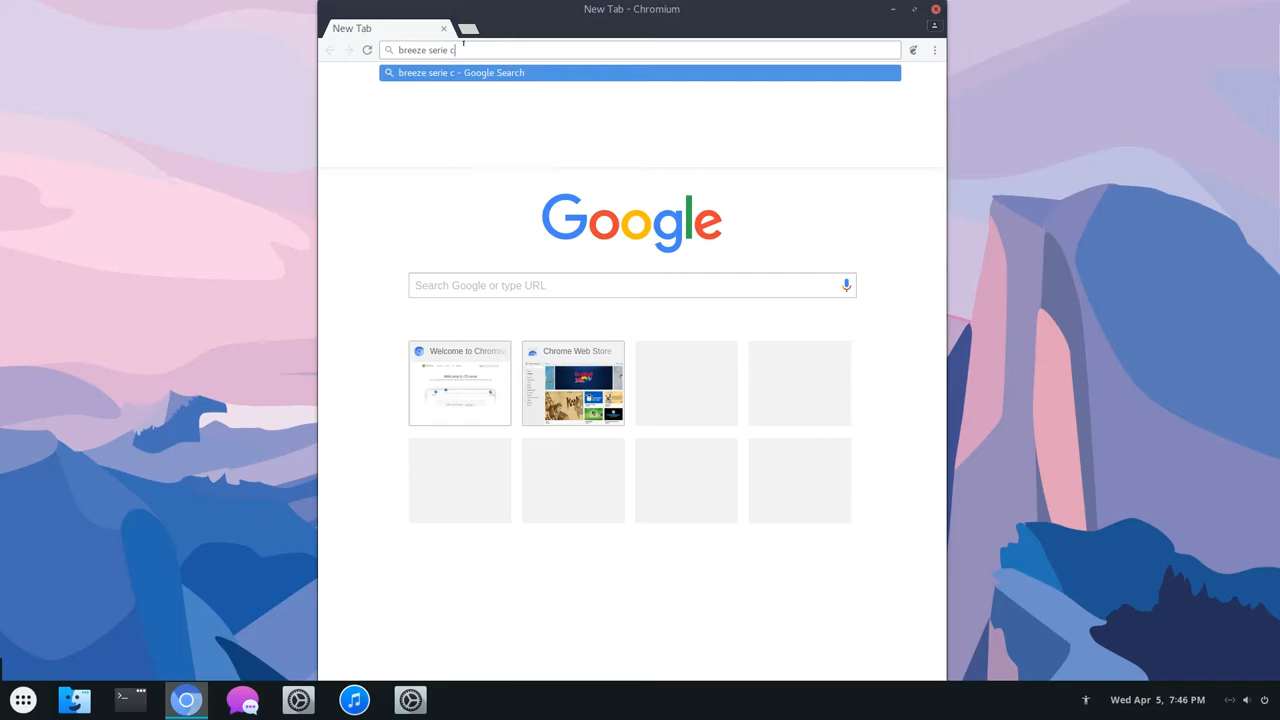 New Tab - Chromium
New Tab
breeze serie c
breeze serie c - Google Search
Google
Search Google or type URL
Welcome to Chromiu
Chrome Web Store
Wed Apr 5, 7:46 PM